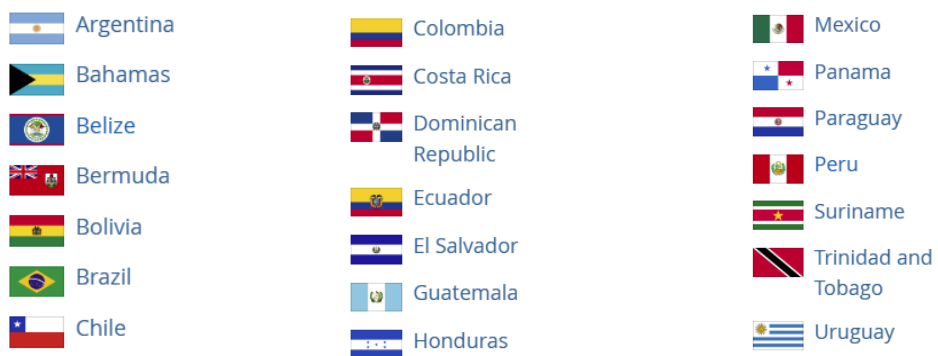 Argentina
Bahamas
Belize
Bermuda
Bolivia
Brazil
Chile
Colombia
Costa Rica
Dominican
Republic
Ecuador
El Salvador
Guatemala
Honduras
Mexico
Panama
Paraguay
Peru
Suriname
Trinidad and
Tobago
Uruguay